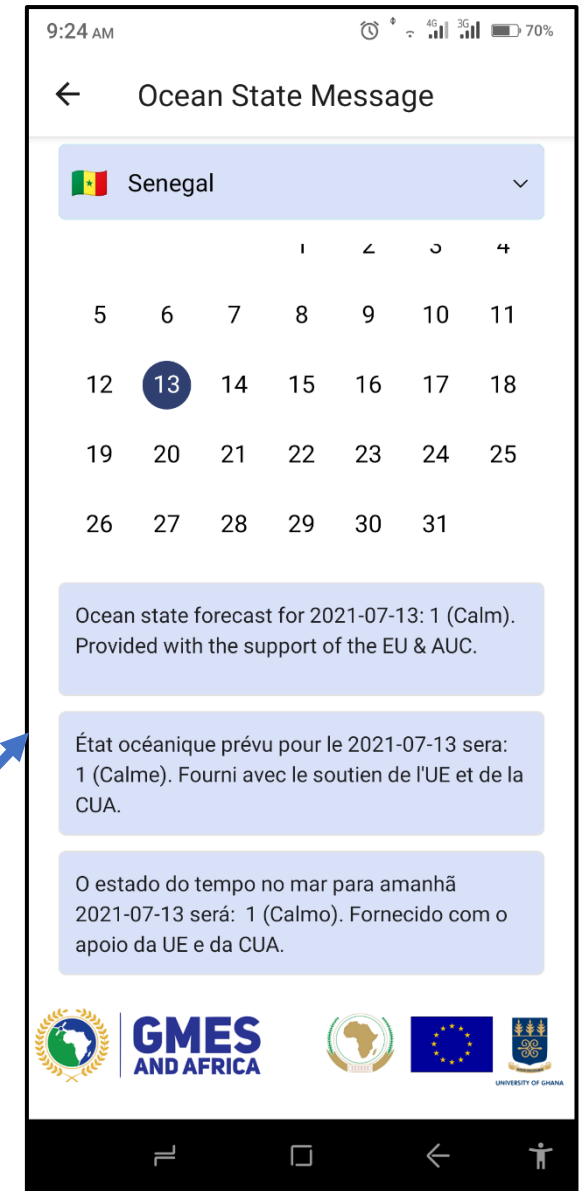 9:24 AM 4G 3G 70%
Ocean State Message
Senegal
1 2 3 4
5 6 7 8 9 10 11
12 13 14 15 16 17 18
19 20 21 22 23 24 25
26 27 28 29 30 31
Ocean state forecast for 2021-07-13: 1 (Calm).
Provided with the support of the EU & AUC.
État océanique prévu pour le 2021-07-13 sera:
1 (Calme). Fourni avec le soutien de l'UE et de la
CUA.
O estado do tempo no mar para amanhã
2021-07-13 será:  1 (Calmo). Fornecido com o
apoio da UE e da CUA.
GMES
AND AFRICA
UNIVERSITY OF GHANA